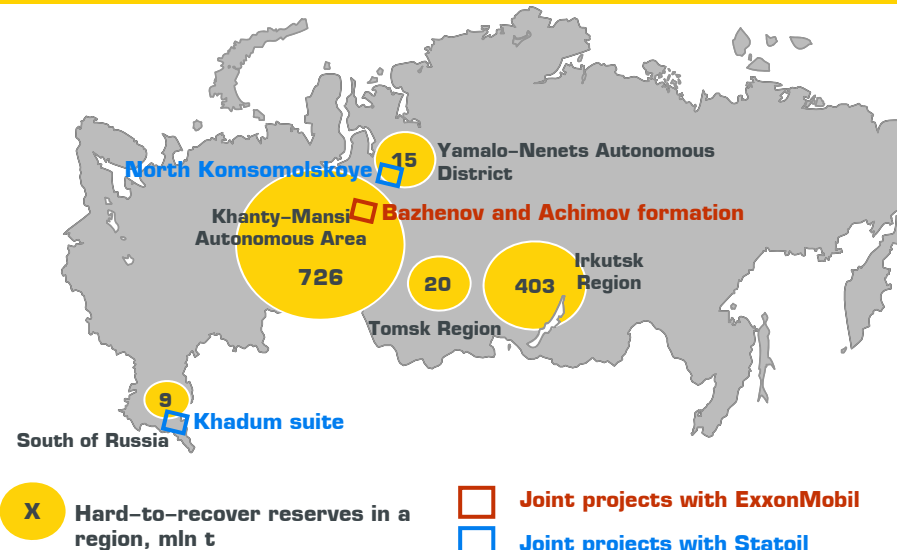 15
Yamalo-Nenets Autonomous
District
North Komsomolskoye
Bazhenov and Achimov formation
Khanty-Mansi
Autonomous Area
726
20
Tomsk Region
403
Irkutsk
Region
9
Khadum suite
South of Russia
X
Hard-to-recover reserves in a
region, mln t
Joint projects with ExxonMobil
Joint projects with Statoil